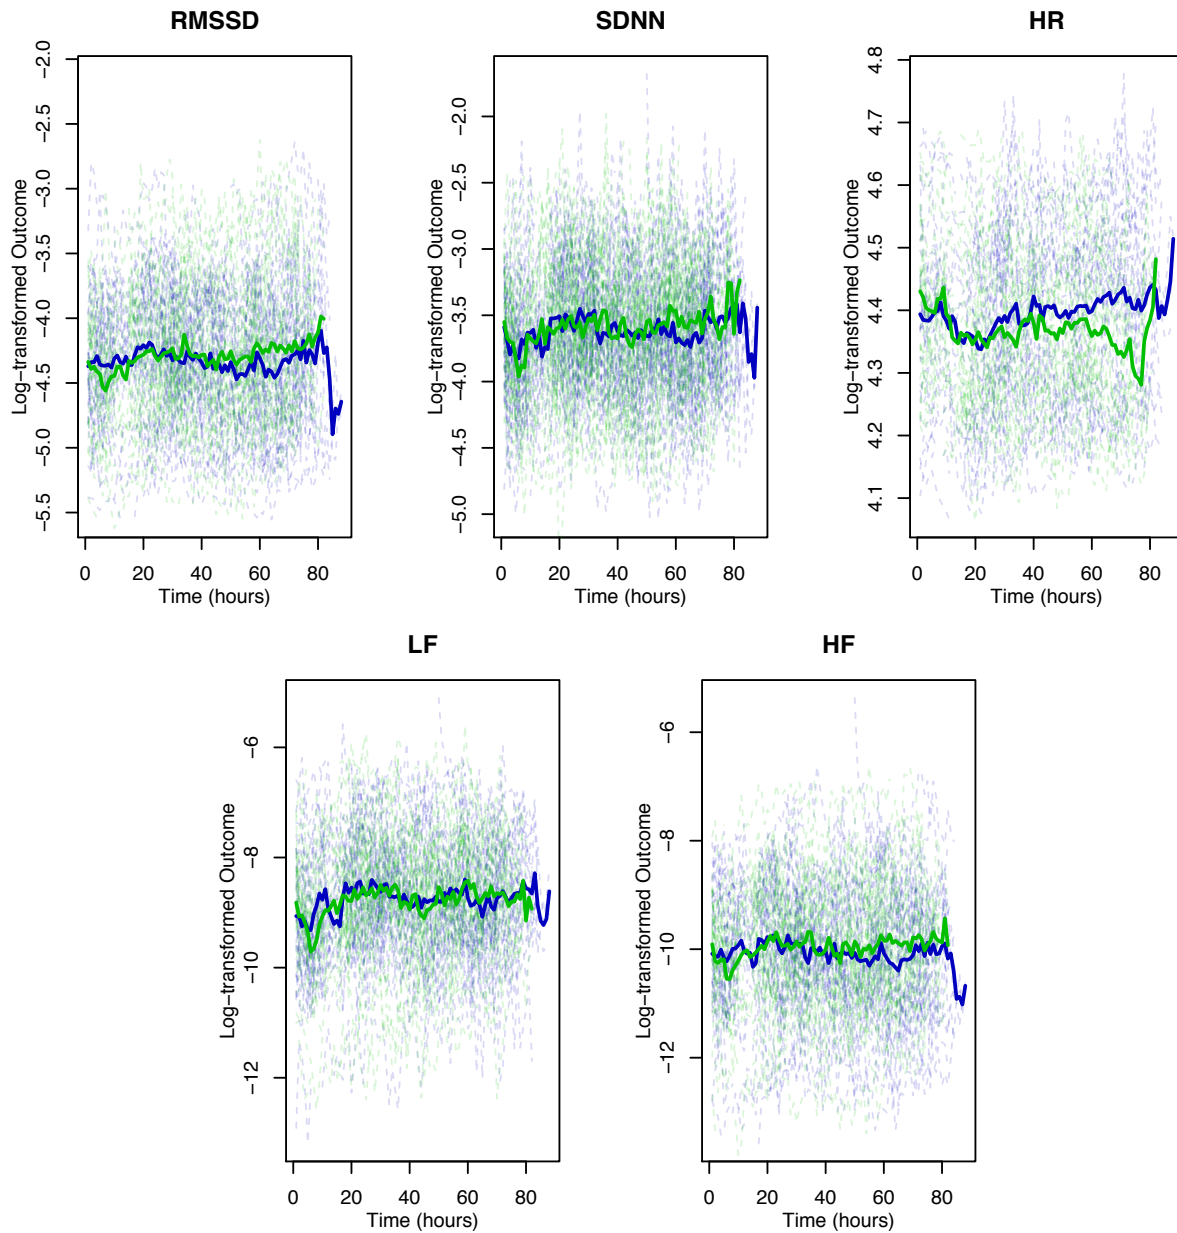 RMSSD
SDNN
HR
Log−transformed Outcome
−2.0
−2.5
−3.0
−3.5
−4.0
−4.5
−5.0
−5.5
0 20 40 60 80
Time (hours)
Log−transformed Outcome
−2.0
−2.5
−3.0
−3.5
−4.0
−4.5
−5.0
0 20 40 60 80
Time (hours)
Log−transformed Outcome
4.8
4.7
4.6
4.5
4.4
4.3
4.2
4.1
0 20 40 60 80
Time (hours)
LF
HF
Log−transformed Outcome
−6
−8
−10
−12
0 20 40 60 80
Time (hours)
Log−transformed Outcome
−6
−8
−10
−12
0 20 40 60 80
Time (hours)